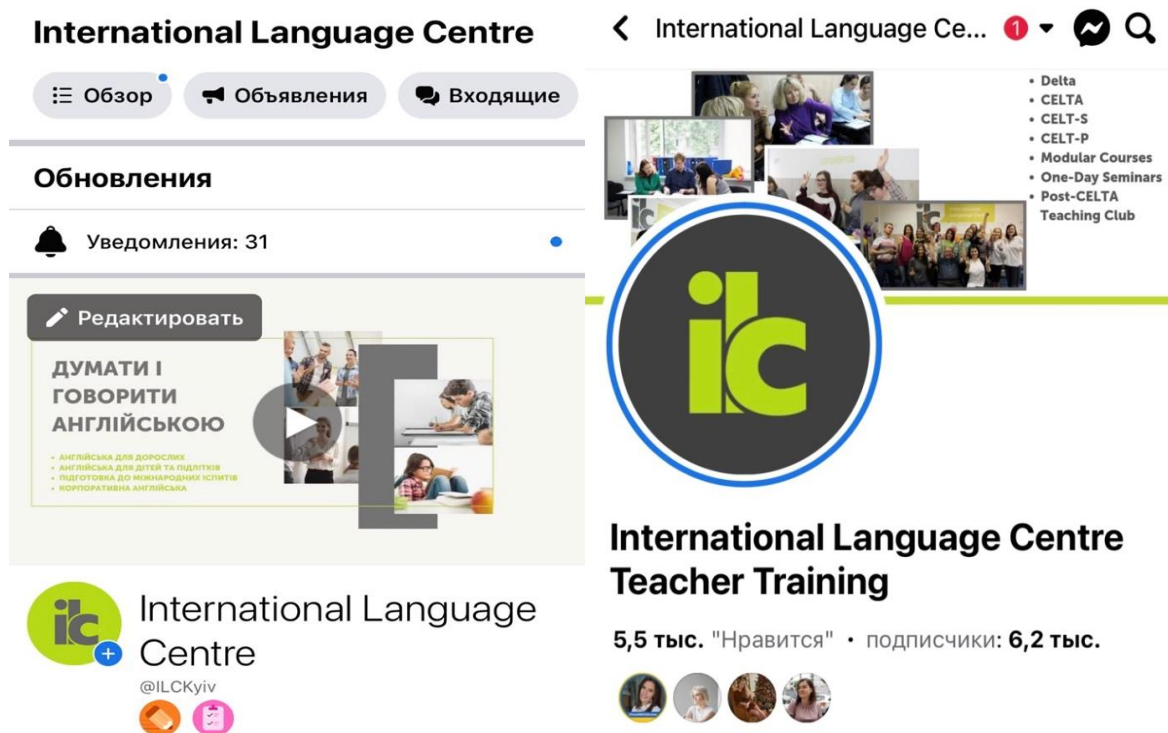 International Language Centre
Обзор
Объявления
Входящие
Обновления
Уведомления: 31
Редактировать
ДУМАТИ І
ГОВОРИТИ
АНГЛІЙСЬКОЮ
• АНГЛІЙСЬКА ДЛЯ ДОРОСЛИХ
• АНГЛІЙСЬКА ДЛЯ ДІТЕЙ ТА ПІДЛІТКІВ
• ПІДГОТОВКА ДО МІЖНАРОДНИХ ІСПИТІВ
• КОРПОРАТИВНА АНГЛІЙСЬКА
ilc
International Language
Centre
@ILCKyiv
International Language Ce... 1
• Delta
• CELTA
• CELT-S
• CELT-P
• Modular Courses
• One-Day Seminars
• Post-CELTA
Teaching Club
ilc
International Language Centre
Teacher Training
5,5 тыс. "Нравится" • подписчики: 6,2 тыс.